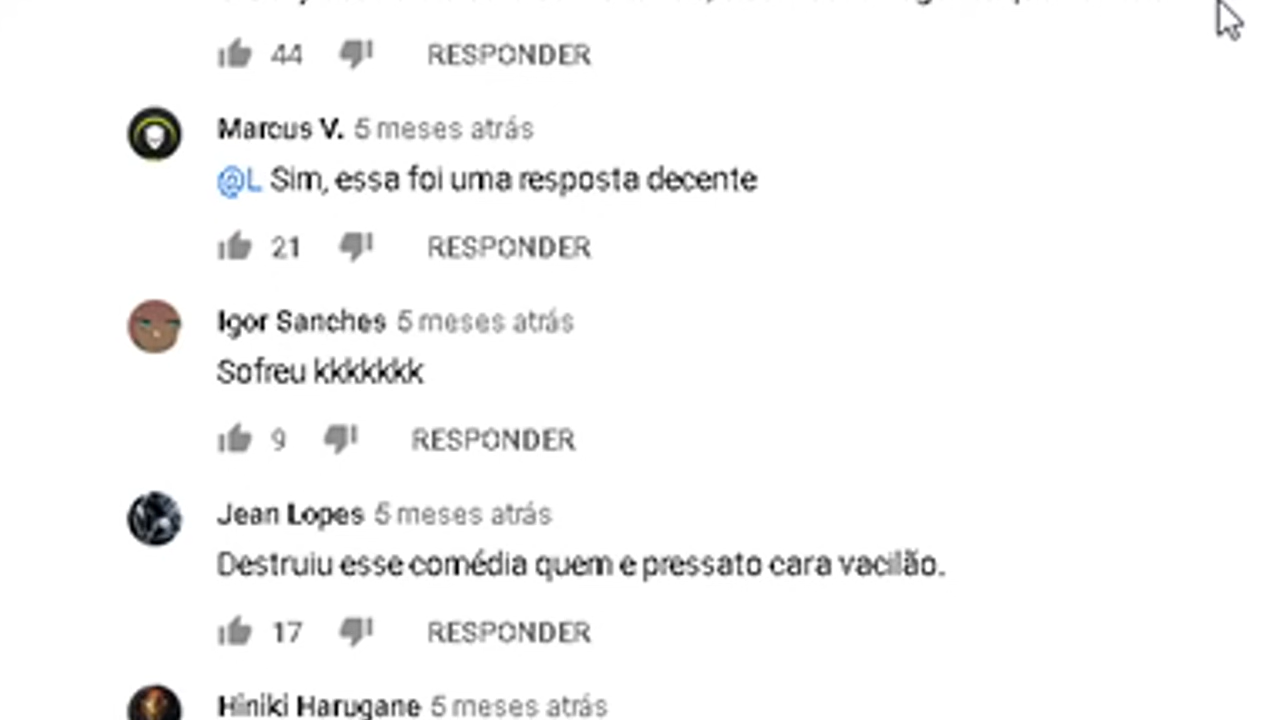 44 RESPONDER
Marcus V. 5 meses atrás
@L Sim, essa foi uma resposta decente
21 RESPONDER
Igor Sanches 5 meses atrás
Sofreu kkkkkkk
9 RESPONDER
Jean Lopes 5 meses atrás
Destruiu esse comédia quem e pressato cara vacilão.
17 RESPONDER
Hiniki Harugane 5 meses atrás